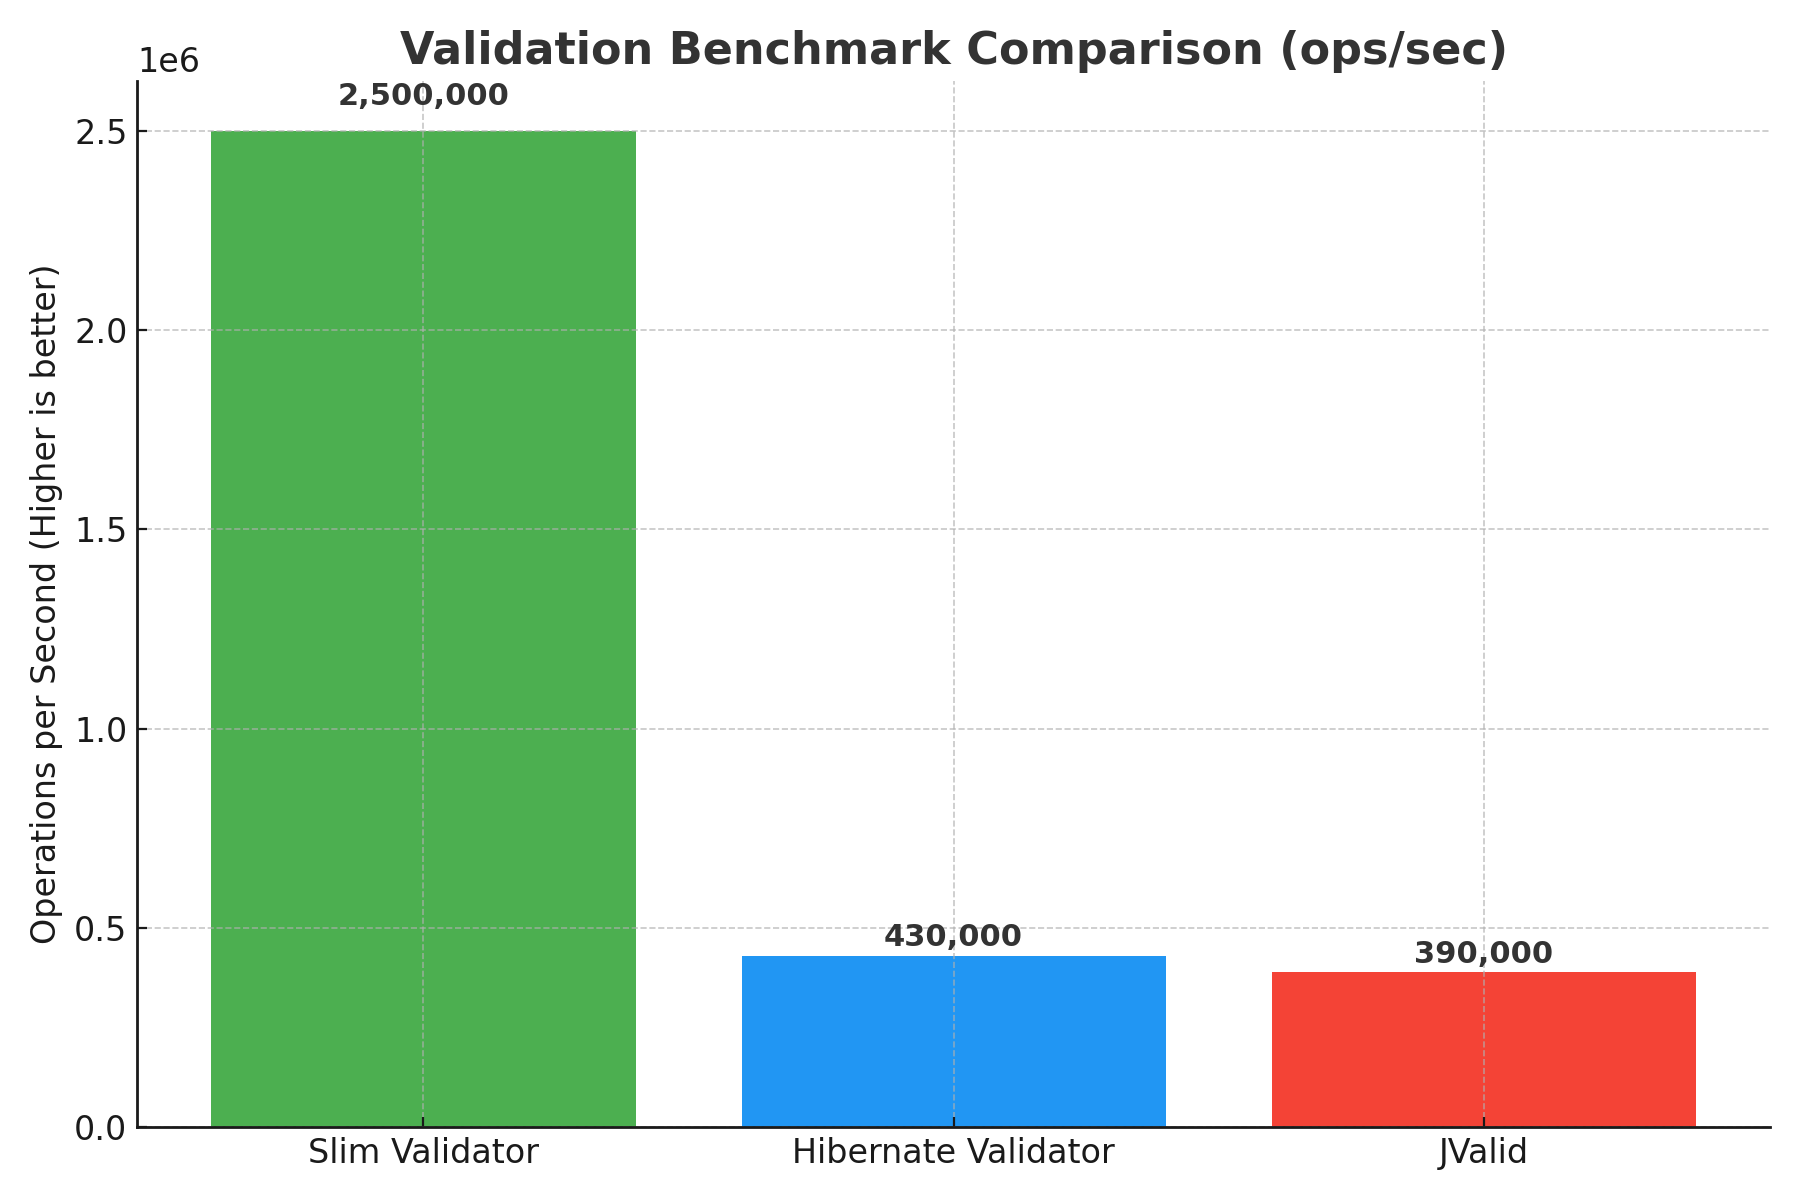 Validation Benchmark Comparison (ops/sec)
1e6
2,500,000
2.5
2.0
1.5
1.0
0.5
0.0
Operations per Second (Higher is better)
430,000
390,000
Slim Validator
Hibernate Validator
JValid